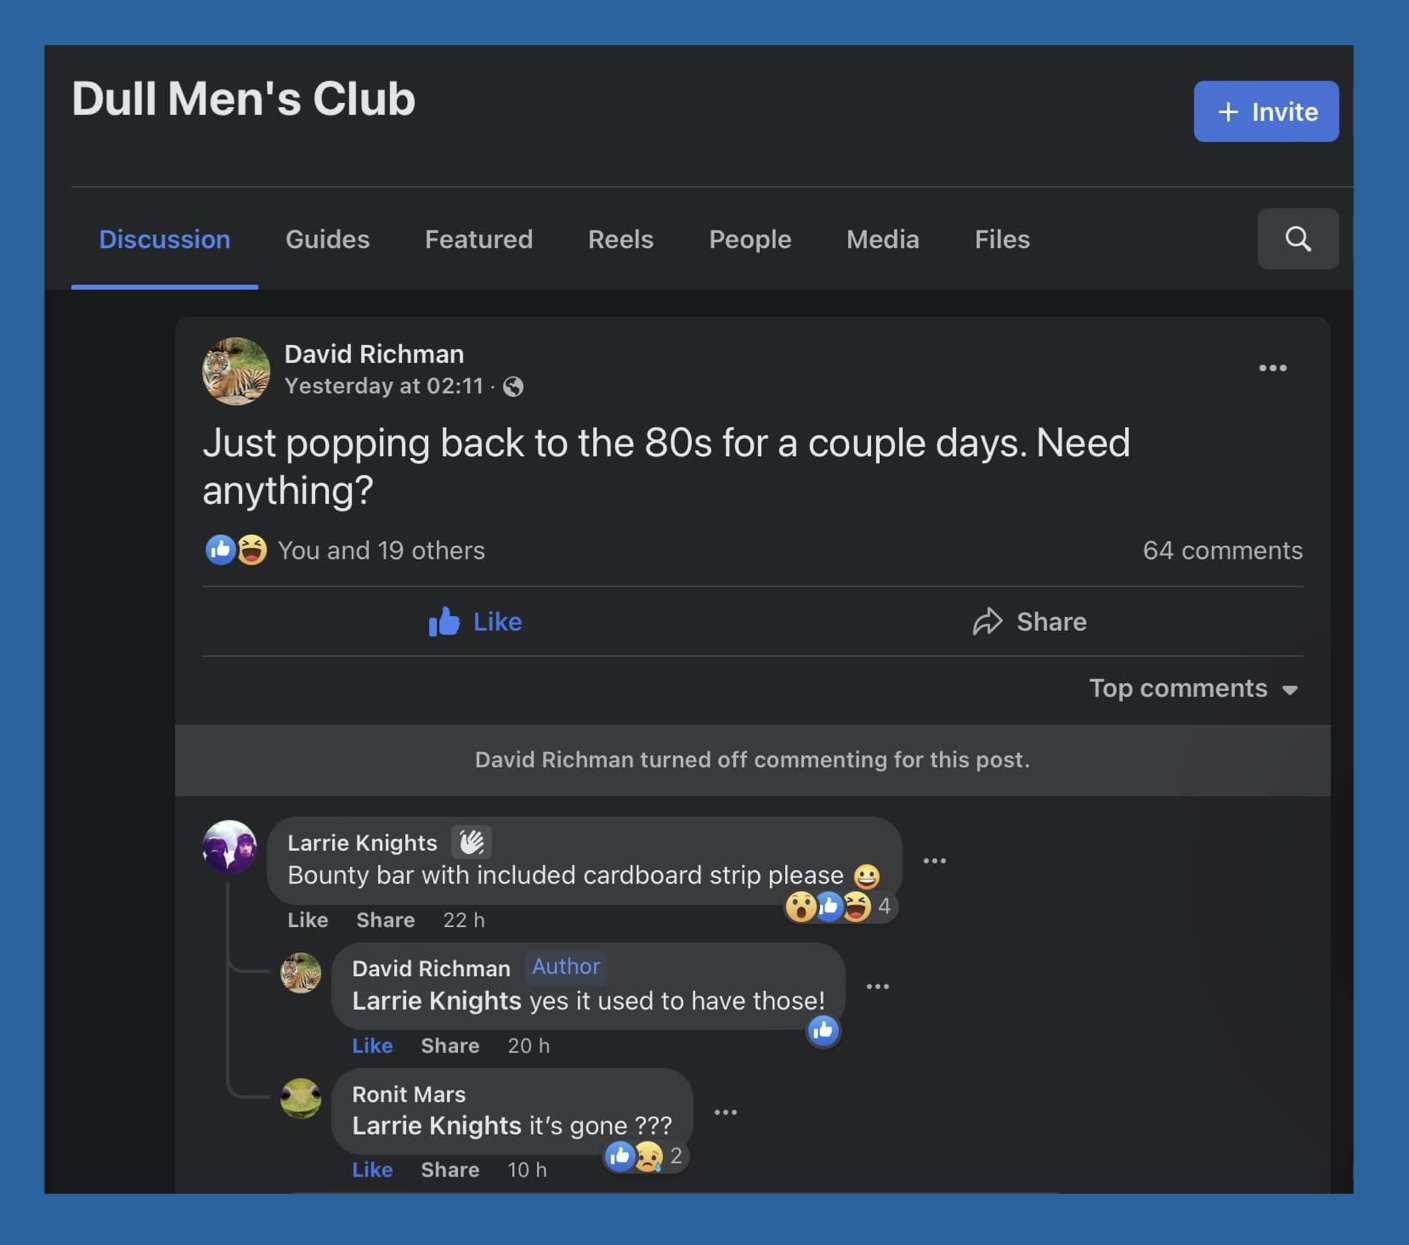 Dull Men's Club
+ Invite
Discussion
Guides
Featured
Reels
People
Media
Files
David Richman
Yesterday at 02:11 ·
Just popping back to the 80s for a couple days. Need
anything?
You and 19 others
64 comments
Like
Share
Top comments
David Richman turned off commenting for this post.
Larrie Knights
Bounty bar with included cardboard strip please 😀
4
Like Share 22 h
David Richman Author
Larrie Knights yes it used to have those!
Like Share 20 h
Ronit Mars
Larrie Knights it’s gone ???
2
Like Share 10 h